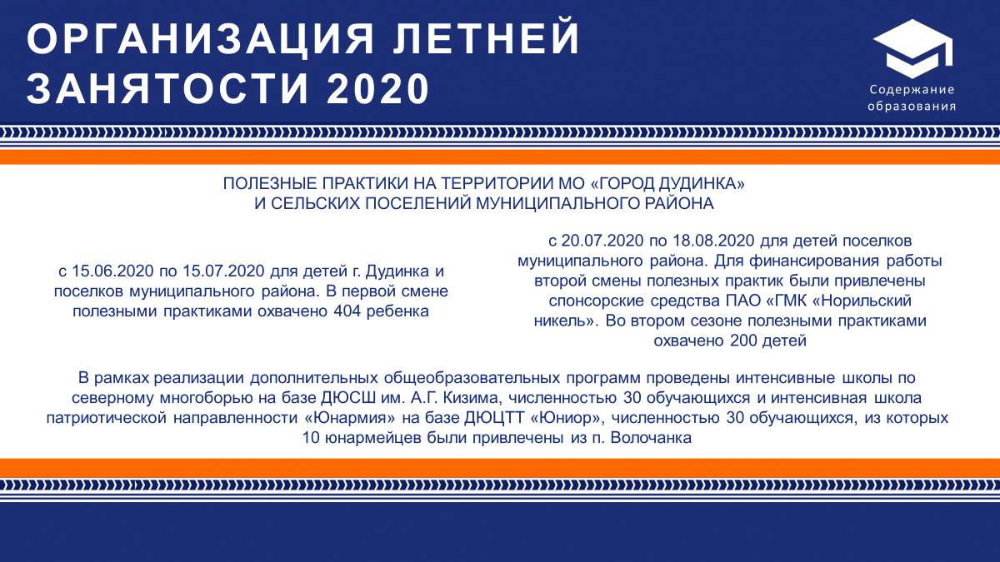 ОРГАНИЗАЦИЯ ЛЕТНЕЙ
ЗАНЯТОСТИ 2020
Содержание
образования
ПОЛЕЗНЫЕ ПРАКТИКИ НА ТЕРРИТОРИИ МО «ГОРОД ДУДИНКА»
И СЕЛЬСКИХ ПОСЕЛЕНИЙ МУНИЦИПАЛЬНОГО РАЙОНА
с 15.06.2020 по 15.07.2020 для детей г. Дудинка и
поселков муниципального района. В первой смене
полезными практиками охвачено 404 ребенка
с 20.07.2020 по 18.08.2020 для детей поселков
муниципального района. Для финансирования работы
второй смены полезных практик были привлечены
спонсорские средства ПАО «ГМК «Норильский
никель». Во втором сезоне полезными практиками
охвачено 200 детей
В рамках реализации дополнительных общеобразовательных программ проведены интенсивные школы по
северному многоборью на базе ДЮСШ им. А.Г. Кизима, численностью 30 обучающихся и интенсивная школа
патриотической направленности «Юнармия» на базе ДЮЦТТ «Юниор», численностью 30 обучающихся, из которых
10 юнармейцев были привлечены из п. Волочанка